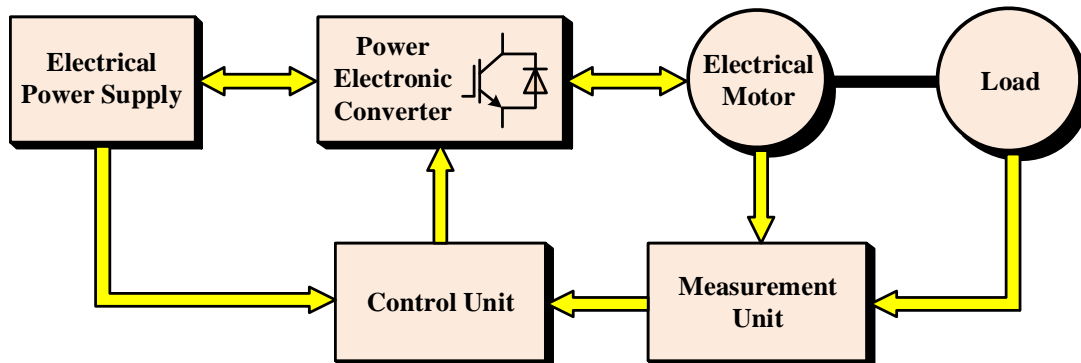 Electrical
Power Supply
Power
Electronic
Converter
Electrical
Motor
Load
Control Unit
Measurement
Unit